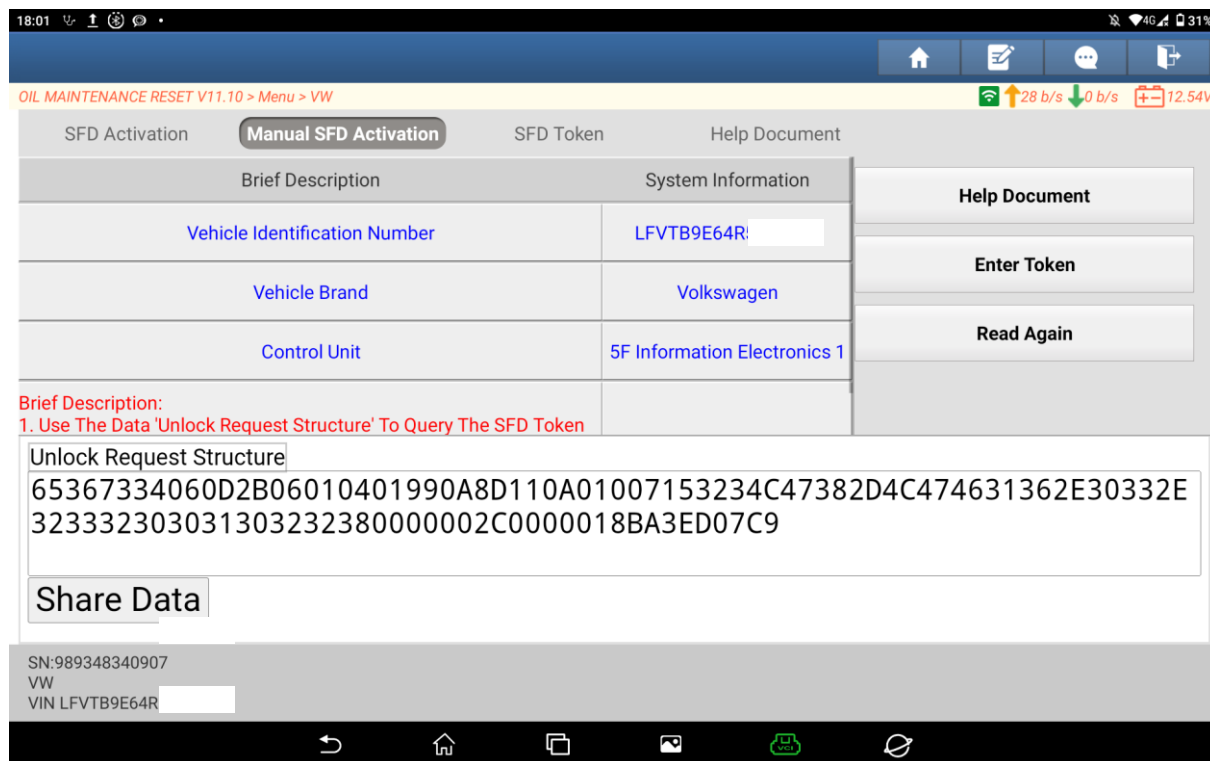 18:01
4G 31%
OIL MAINTENANCE RESET V11.10 > Menu > VW
28 b/s 0 b/s 12.54V
SFD Activation Manual SFD Activation SFD Token Help Document
Brief Description System Information
Help Document
Vehicle Identification Number LFVTB9E64R
Enter Token
Vehicle Brand Volkswagen
Read Again
Control Unit 5F Information Electronics 1
Brief Description:
1. Use The Data 'Unlock Request Structure' To Query The SFD Token
Unlock Request Structure
65367334060D2B06010401990A8D110A01007153234C47382D4C474631362E30332E
323332303031303232380000002C0000018BA3ED07C9
Share Data
SN:989348340907
VW
VIN LFVTB9E64R
VCI